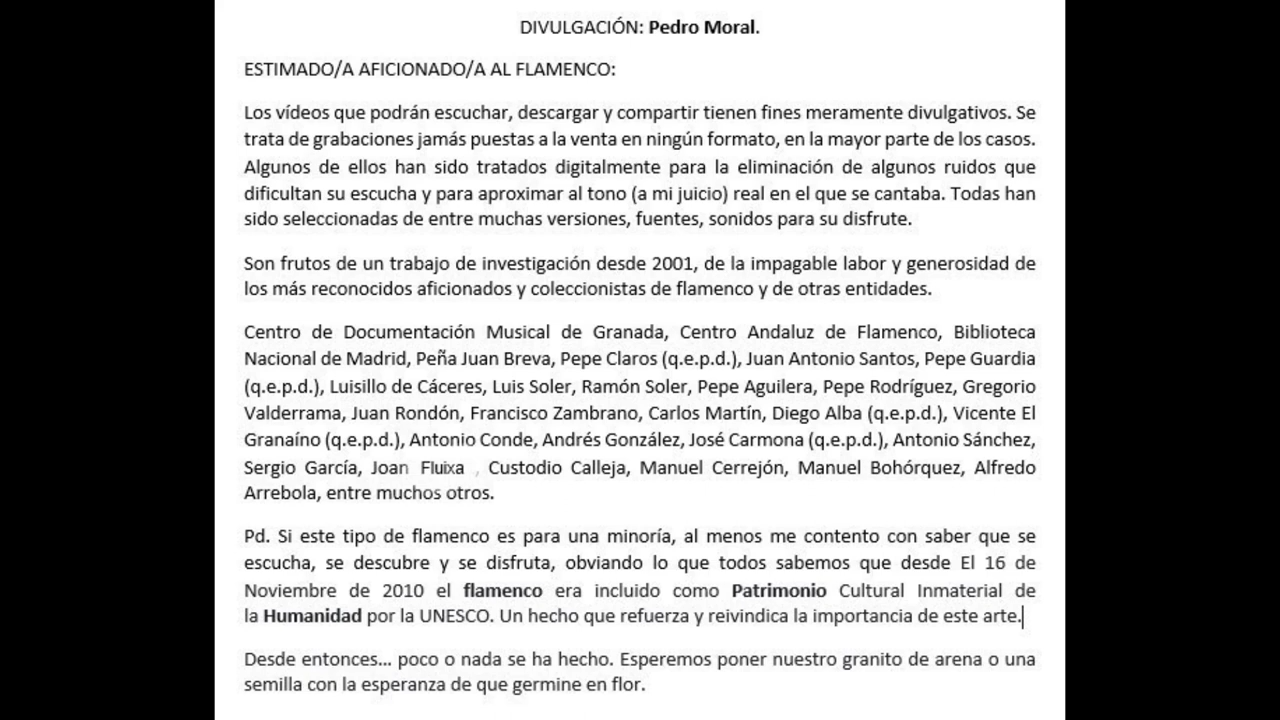 DIVULGACIÓN: Pedro Moral.
ESTIMADO/A AFICIONADO/A AL FLAMENCO:
Los vídeos que podrán escuchar, descargar y compartir tienen fines meramente divulgativos. Se
trata de grabaciones jamás puestas a la venta en ningún formato, en la mayor parte de los casos.
Algunos de ellos han sido tratados digitalmente para la eliminación de algunos ruidos que
dificultan su escucha y para aproximar al tono (a mi juicio) real en el que se cantaba. Todas han
sido seleccionadas de entre muchas versiones, fuentes, sonidos para su disfrute.
Son frutos de un trabajo de investigación desde 2001, de la impagable labor y generosidad de
los más reconocidos aficionados y coleccionistas de flamenco y de otras entidades.
Centro de Documentación Musical de Granada, Centro Andaluz de Flamenco, Biblioteca
Nacional de Madrid, Peña Juan Breva, Pepe Claros (q.e.p.d.), Juan Antonio Santos, Pepe Guardia
(q.e.p.d.), Luisillo de Cáceres, Luis Soler, Ramón Soler, Pepe Aguilera, Pepe Rodríguez, Gregorio
Valderrama, Juan Rondón, Francisco Zambrano, Carlos Martín, Diego Alba (q.e.p.d.), Vicente El
Granaíno (q.e.p.d.), Antonio Conde, Andrés González, José Carmona (q.e.p.d.), Antonio Sánchez,
Sergio García, Joan Fluixa , Custodio Calleja, Manuel Cerrejón, Manuel Bohórquez, Alfredo
Arrebola, entre muchos otros.
Pd. Si este tipo de flamenco es para una minoría, al menos me contento con saber que se
escucha, se descubre y se disfruta, obviando lo que todos sabemos que desde El 16 de
Noviembre de 2010 el flamenco era incluido como Patrimonio Cultural Inmaterial de
la Humanidad por la UNESCO. Un hecho que refuerza y reivindica la importancia de este arte.
Desde entonces... poco o nada se ha hecho. Esperemos poner nuestro granito de arena o una
semilla con la esperanza de que germine en flor.